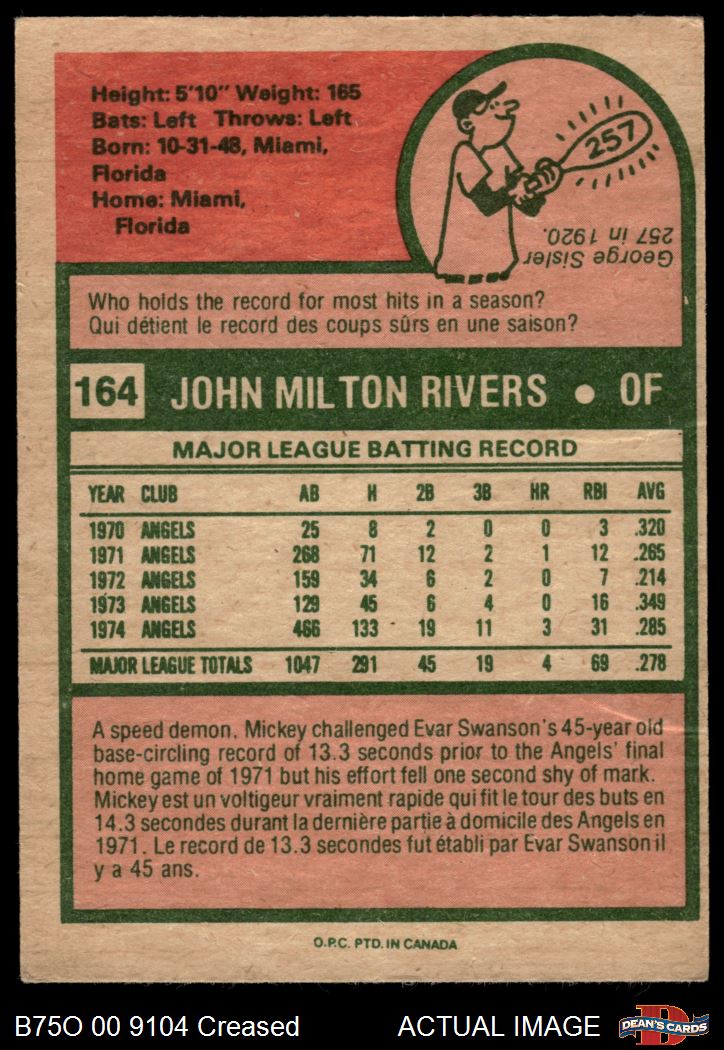 Height: 5'10" Weight: 165
Bats: Left Throws: Left
Born: 10-31-48, Miami,
Florida
Home: Miami,
Florida
257
George Sisler
257 in 1920.
Who holds the record for most hits in a season?
Qui détient le record des coups sûrs en une saison?
164 JOHN MILTON RIVERS • OF
MAJOR LEAGUE BATTING RECORD
YEAR CLUB AB H 2B 3B HR RBI AVG
1970 ANGELS 25 8 2 0 0 3 .320
1971 ANGELS 268 71 12 2 1 12 .265
1972 ANGELS 159 34 6 2 0 7 .214
1973 ANGELS 129 45 6 4 0 16 .349
1974 ANGELS 466 133 19 11 3 31 .285
MAJOR LEAGUE TOTALS 1047 291 45 19 4 69 .278
A speed demon, Mickey challenged Evar Swanson's 45-year old
base-circling record of 13.3 seconds prior to the Angels' final
home game of 1971 but his effort fell one second shy of mark.
Mickey est un voltigeur vraiment rapide qui fit le tour des buts en
14.3 secondes durant la dernière partie à domicile des Angels en
1971. Le record de 13.3 secondes fut établi par Evar Swanson il
y a 45 ans.
O.P.C. PTD. IN CANADA
B75O 00 9104 Creased ACTUAL IMAGE
D
DEAN'S CARDS